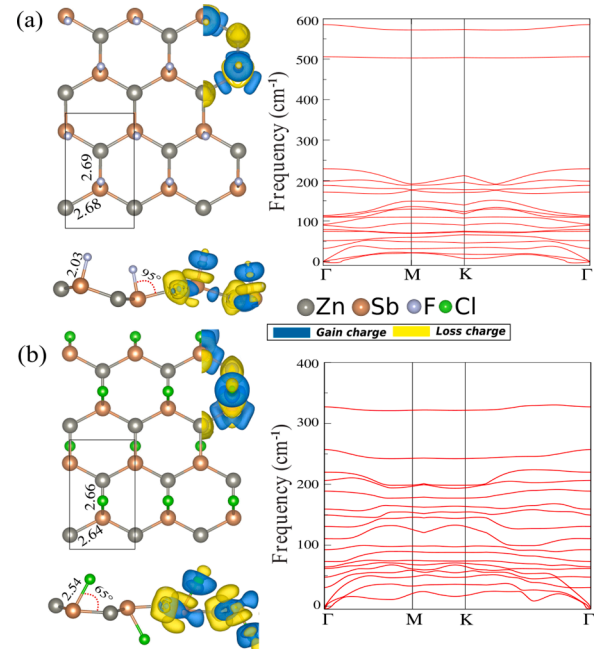 (a)
2.69
2.68
2.03
95°
600
500
400
300
200
100
0
Frequency (cm⁻¹)
Γ M K Γ
Zn Sb F Cl
Gain charge Loss charge
(b)
2.66
2.64
2.54
65°
400
300
200
100
0
Frequency (cm⁻¹)
Γ M K Γ